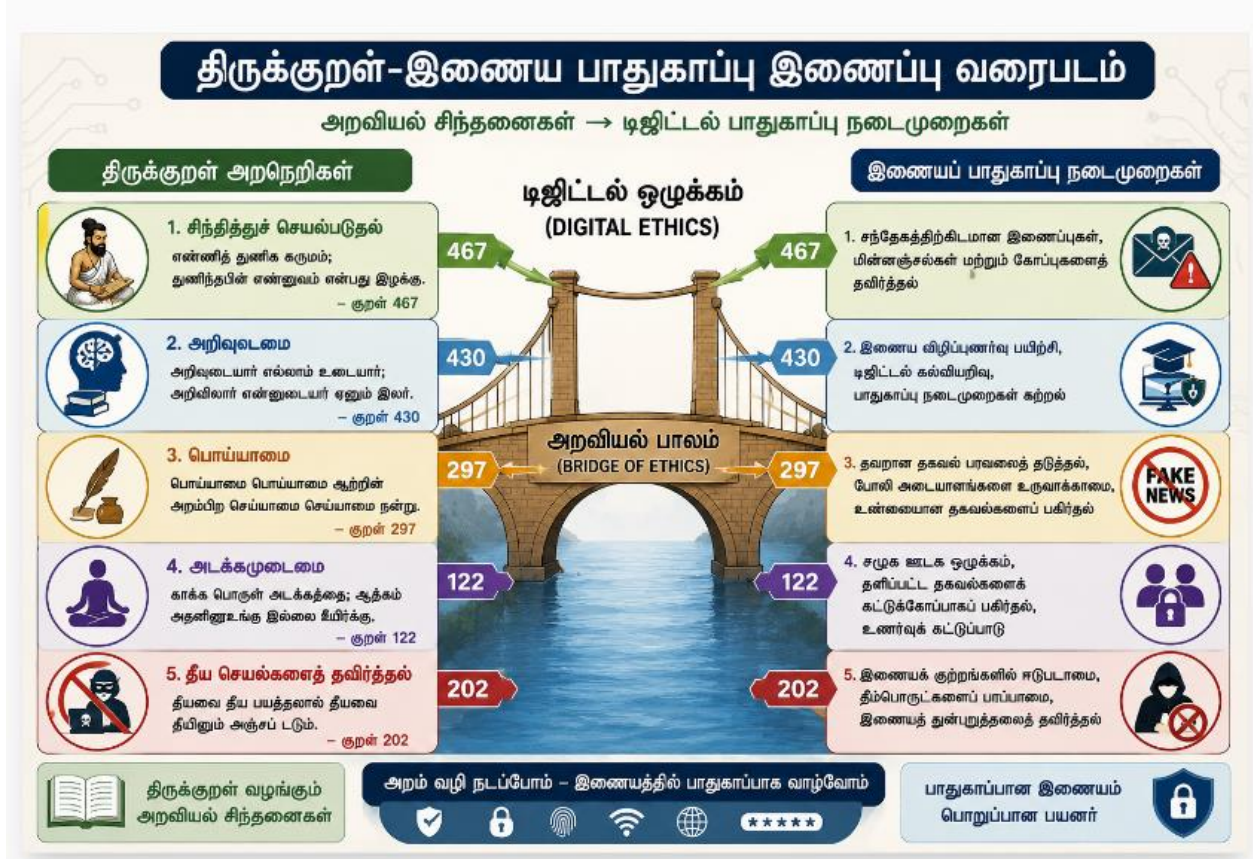 திருக்குறள்-இணைய பாதுகாப்பு இணைப்பு வரைபடம்
அறவியல் சிந்தனைகள் → டிஜிட்டல் பாதுகாப்பு நடைமுறைகள்
திருக்குறள் அறநெறிகள்
1. சிந்தித்துச் செயல்படுதல்
எண்ணித் துணிக கருமம்;
துணிந்தபின் எண்ணுவம் என்பது இழக்கு.
– குறள் 467
2. அறிவுடைமை
அறிவுடையார் எல்லாம் உடையார்;
அறிவிலார் என்னுடையார் ஏனும் இலர்.
– குறள் 430
3. பொய்யாமை
பொய்யாமை பொய்யாமை ஆற்றின்
அறம்பிற செய்யாமை செய்யாமை நன்று.
– குறள் 297
4. அடக்கமுடைமை
காக்க பொருள் அடக்கத்தை; ஆத்கம்
அதனினூஉங்கு இல்லை உயிர்க்கு.
– குறள் 122
5. தீய செயல்களைத் தவிர்த்தல்
தீயவை தீய பயத்தலால் தீயவை
தீயினும் அஞ்சப் டடும்.
– குறள் 202
டிஜிட்டல் ஒழுக்கம்
(DIGITAL ETHICS)
467
430
297
122
202
அறவியல் பாலம்
(BRIDGE OF ETHICS)
467
430
297
122
202
இணையப் பாதுகாப்பு நடைமுறைகள்
1. சந்தேகத்திற்கிடமான இணைப்புகள்,
மின்னஞ்சல்கள் மற்றும் கோப்புகளைத்
தவிர்த்தல்
2. இணைய விழிப்புணர்வு பயிற்சி,
டிஜிட்டல் கல்வியறிவு,
பாதுகாப்பு நடைமுறைகள் கற்றல்
3. தவறான தகவல் பரவலைத் தடுத்தல்,
போலி அடையாளங்களை உருவாக்காமை,
உண்மையான தகவல்களைப் பகிர்தல்
FAKE
NEWS
4. சமூக ஊடக ஒழுக்கம்,
தளிப்பட்ட தகவல்களைக்
கட்டுக்கோப்பாகப் பகிர்தல்,
உணர்வுக் கட்டுப்பாடு
5. இணையக் குற்றங்களில் ஈடுபடாமை,
தீம்பொருட்களைப் பாப்பாமை,
இணையத் துன்புறுத்தலைத் தவிர்த்தல்
திருக்குறள் வழங்கும்
அறவியல் சிந்தனைகள்
அறம் வழி நடப்போம் – இணையத்தில் பாதுகாப்பாக வாழ்வோம்
*****
பாதுகாப்பான இணையம்
பொறுப்பான பயனர்